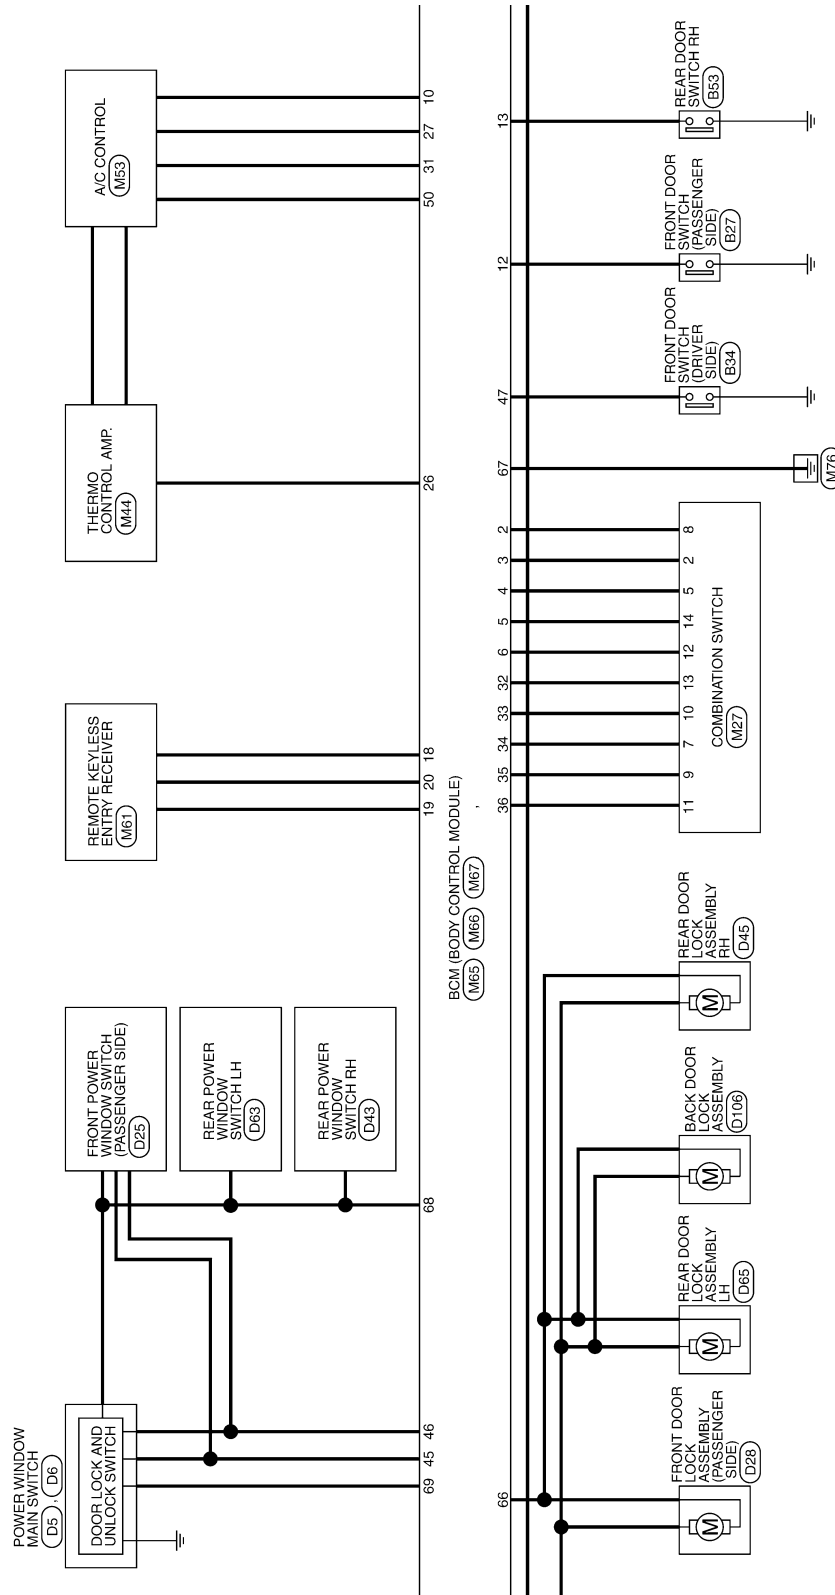 POWER WINDOW
MAIN SWITCH
D5 , D6
DOOR LOCK AND
UNLOCK SWITCH
FRONT POWER
WINDOW SWITCH
(PASSENGER SIDE)
D25
REAR POWER
WINDOW
SWITCH LH
D63
REAR POWER
WINDOW
SWITCH RH
D43
REMOTE KEYLESS
ENTRY RECEIVER
M61
THERMO
CONTROL AMP.
M44
A/C CONTROL
M53
69
45
46
68
19
20
18
26
50
31
27
10
BCM (BODY CONTROL MODULE)
M65 M66 , M67
66
36
35
34
33
32
6
5
4
3
2
67
47
12
13
FRONT DOOR
LOCK
ASSEMBLY
(PASSENGER
SIDE)
D28
M
REAR DOOR
LOCK
ASSEMBLY
LH
D65
M
BACK DOOR
LOCK
ASSEMBLY
D106
M
REAR DOOR
LOCK
ASSEMBLY
RH
D45
M
11
9
7
10
13
12
14
5
2
8
COMBINATION SWITCH
M27
M76
FRONT DOOR
SWITCH
(DRIVER
SIDE)
B34
FRONT DOOR
SWITCH
(PASSENGER
SIDE)
B27
REAR DOOR
SWITCH RH
B53